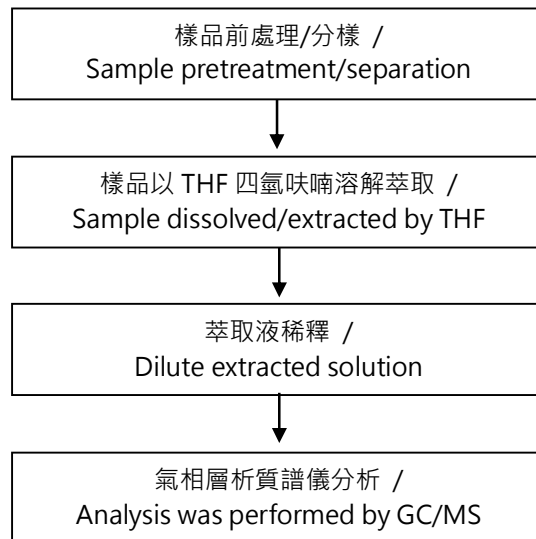 樣品前處理/分樣 /
Sample pretreatment/separation
樣品以 THF 四氫呋喃溶解萃取 /
Sample dissolved/extracted by THF
萃取液稀釋 /
Dilute extracted solution
氣相層析質譜儀分析 /
Analysis was performed by GC/MS